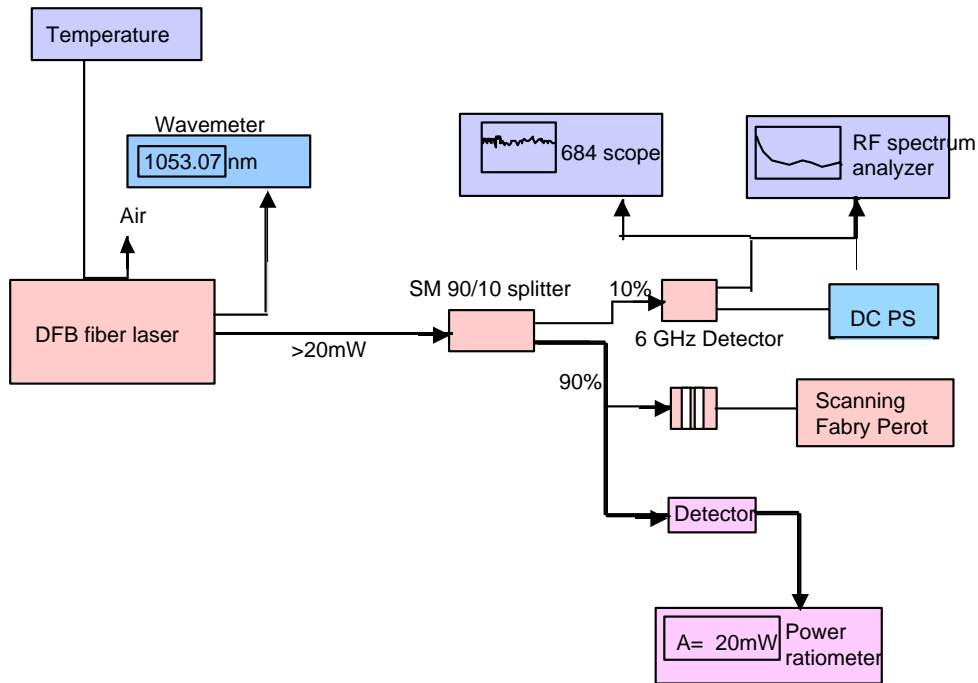 Temperature
Wavemeter
1053.07 nm
Air
DFB fiber laser
>20mW
SM 90/10 splitter
10%
90%
684 scope
RF spectrum
analyzer
6 GHz Detector
DC PS
Scanning
Fabry Perot
Detector
A= 20mW
Power
ratiometer